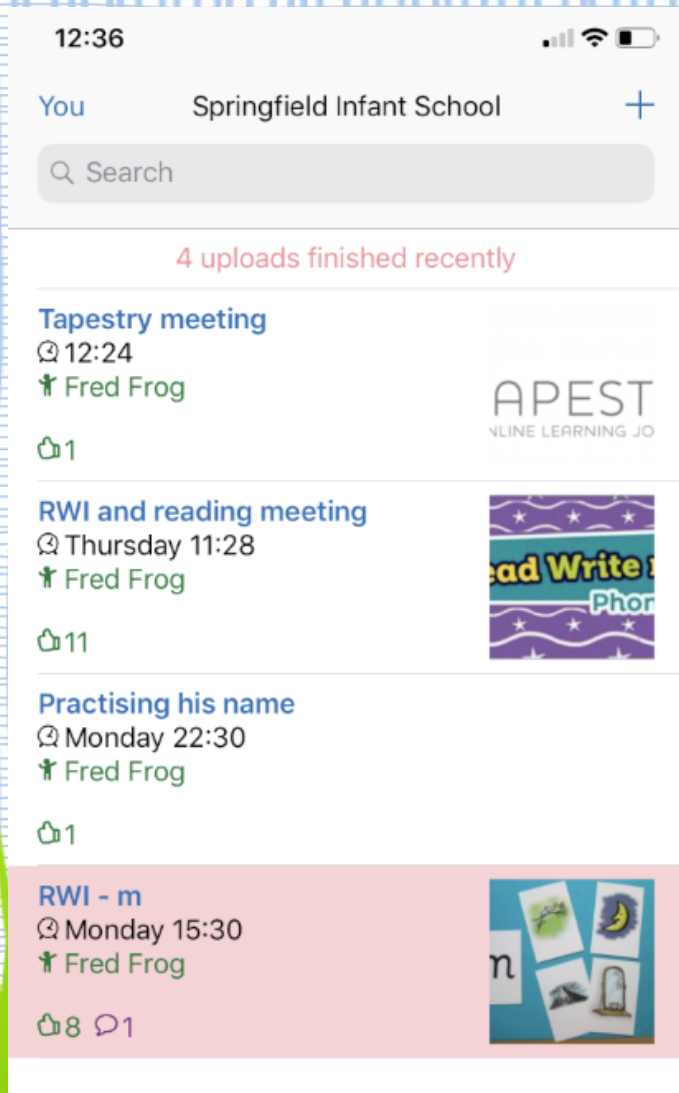 12:36
You Springfield Infant School +
Search
4 uploads finished recently
Tapestry meeting
12:24
Fred Frog
1
APEST
NLINE LEARNING JO
RWI and reading meeting
Thursday 11:28
Fred Frog
11
ead Write
Phon
Practising his name
Monday 22:30
Fred Frog
1
RWI - m
Monday 15:30
Fred Frog
8 1
m